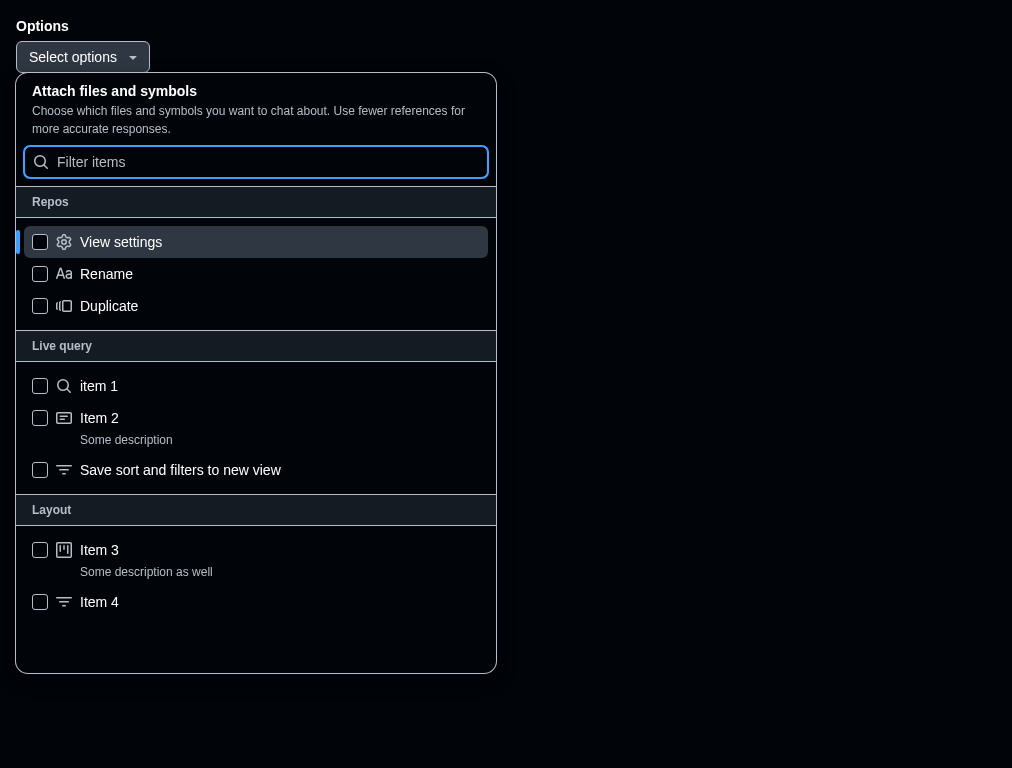 Options
Select options
Attach files and symbols
Choose which files and symbols you want to chat about. Use fewer references for
more accurate responses.
Filter items
Repos
View settings
Rename
Duplicate
Live query
item 1
Item 2
Some description
Save sort and filters to new view
Layout
Item 3
Some description as well
Item 4